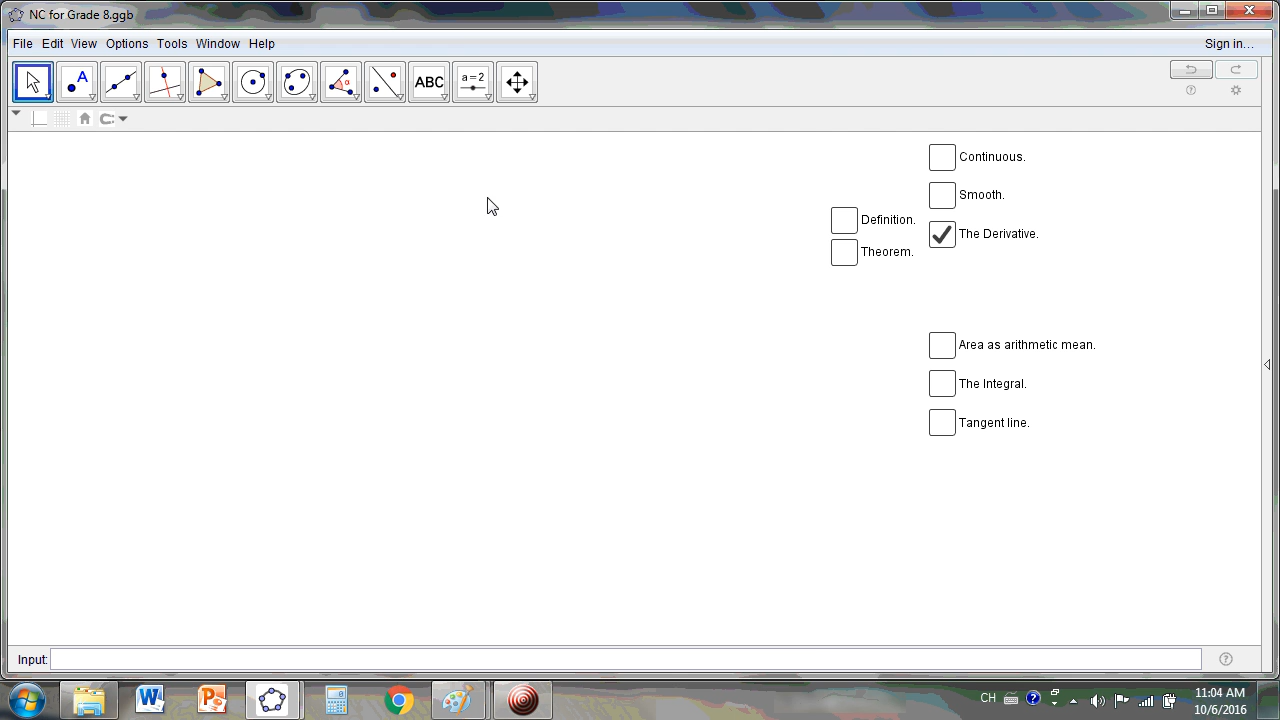 NC for Grade 8.ggb
File Edit View Options Tools Window Help Sign in...
A
α
ABC
a=2
Continuous.
Smooth.
Definition.
The Derivative.
Theorem.
Area as arithmetic mean.
The Integral.
Tangent line.
Input:
CH
11:04 AM
10/6/2016